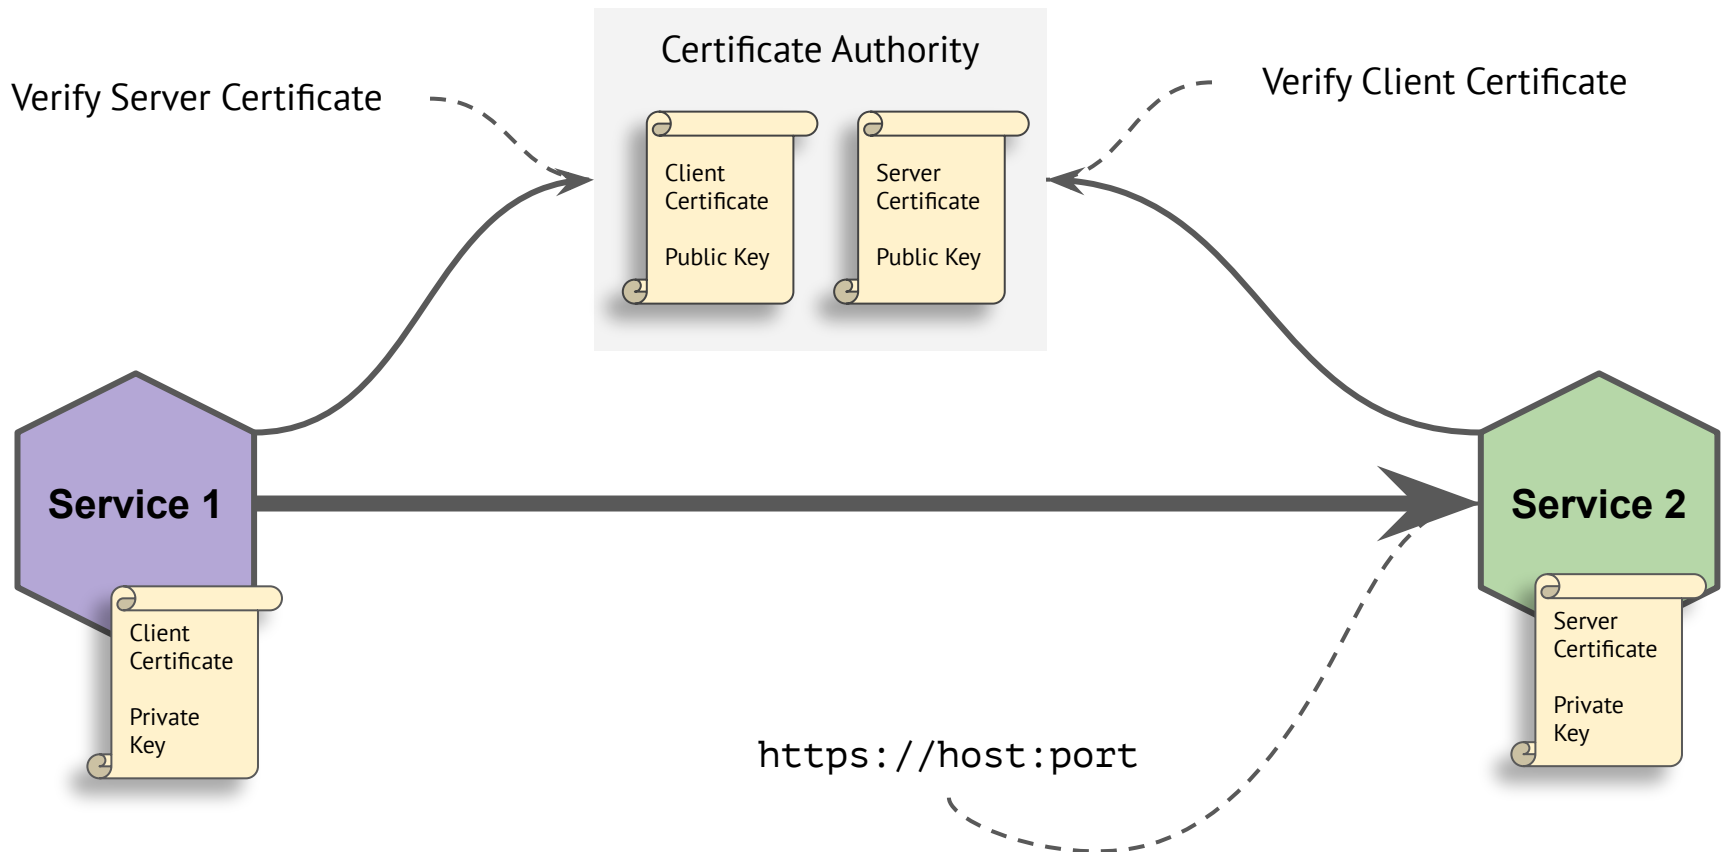 Certificate Authority
Verify Server Certificate
Verify Client Certificate
Client
Certificate
Public Key
Server
Certificate
Public Key
Service 1
Service 2
Client
Certificate
Private
Key
Server
Certificate
Private
Key
https://host:port